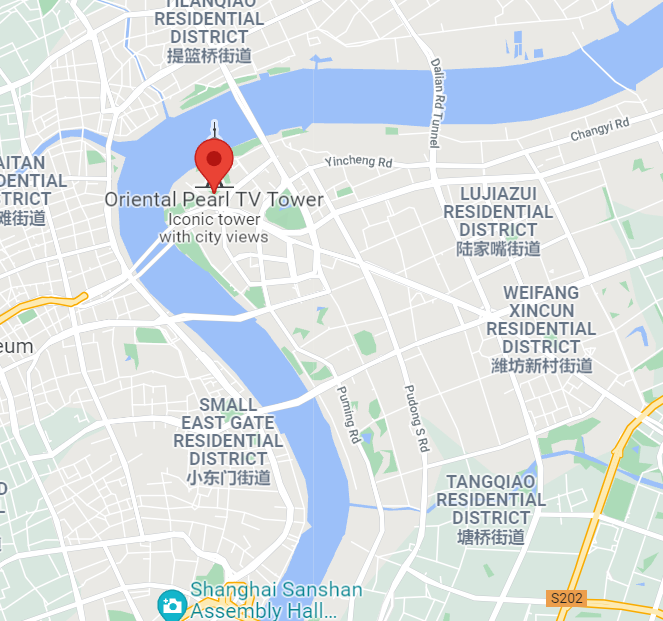 RESIDENTIAL
DISTRICT
提篮桥街道
Dalian Rd Tunnel
Changyi Rd
Yincheng Rd
Oriental Pearl TV Tower
Iconic tower
with city views
LUJIAZUI
RESIDENTIAL
DISTRICT
陆家嘴街道
WEIFANG
XINCUN
RESIDENTIAL
DISTRICT
潍坊新村街道
Puming Rd
Pudong S Rd
SMALL
EAST GATE
RESIDENTIAL
DISTRICT
小东门街道
TANGQIAO
RESIDENTIAL
DISTRICT
塘桥街道
Shanghai Sanshan
Assembly Hall...
S202